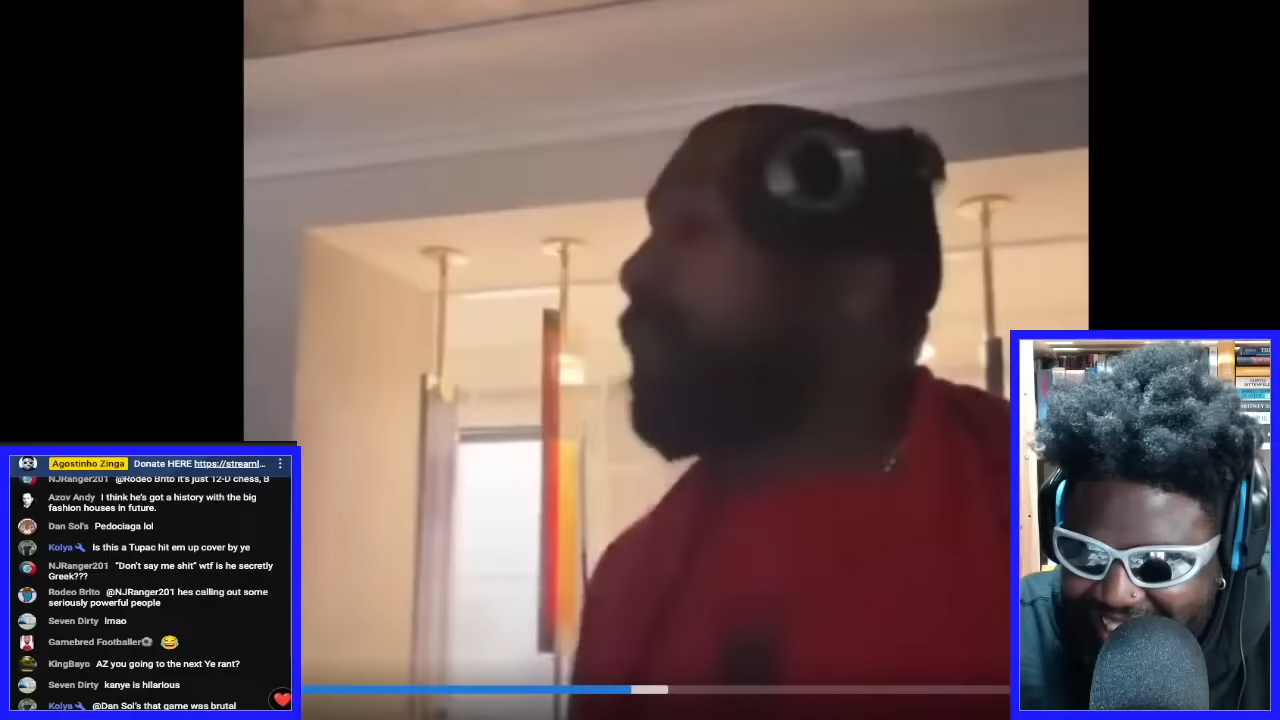 Agostinho Zinga Donate HERE https://streaml...
NJRanger201 @Rodeo Brito It's just 12-D chess, B
Azov Andy I think he's got a history with the big
fashion houses in future.
Dan Sol's Pedociaga lol
Kolya Is this a Tupac hit em up cover by ye
NJRanger201 “Don't say me shit” wtf is he secretly
Greek???
Rodeo Brito @NJRanger201 hes calling out some
seriously powerful people
Seven Dirty lmao
Gamebred Footballer
KingBayo AZ you going to the next Ye rant?
Seven Dirty kanye is hilarious
Kolya @Dan Sol's that game was brutal
CURTIS
SITTENFELD